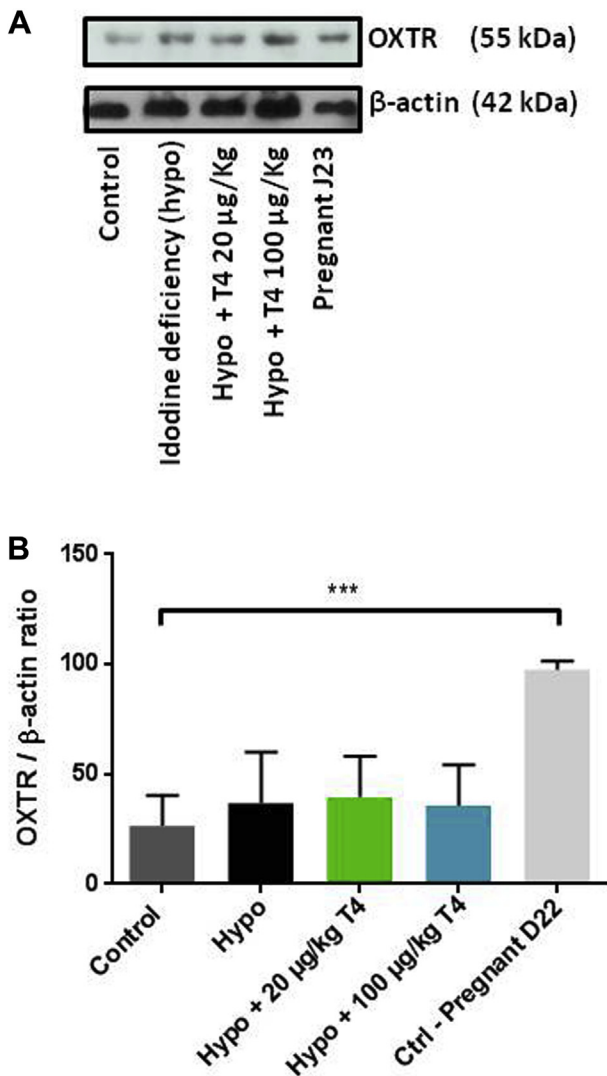 A
OXTR (55 kDa)
β-actin (42 kDa)
Control
Idodine deficiency (hypo)
Hypo + T4 20 µg/Kg
Hypo + T4 100 µg/Kg
Pregnant J23
B
OXTR / β-actin ratio
150
100
50
0
***
Control
Hypo
Hypo + 20 µg/kg T4
Hypo + 100 µg/kg T4
Ctrl - Pregnant D22